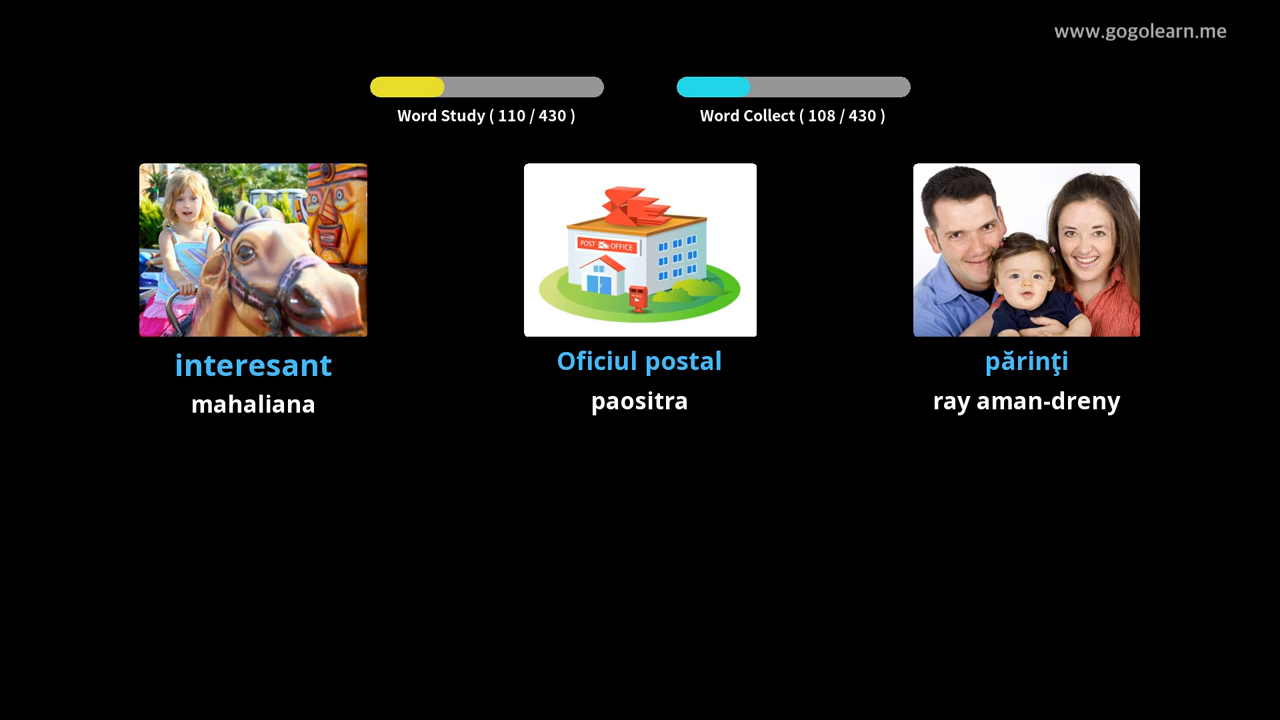 www.gogolearn.me
Word Study ( 110 / 430 )
Word Collect ( 108 / 430 )
POST OFFICE
interesant
mahaliana
Oficiul postal
paositra
părinţi
ray aman-dreny